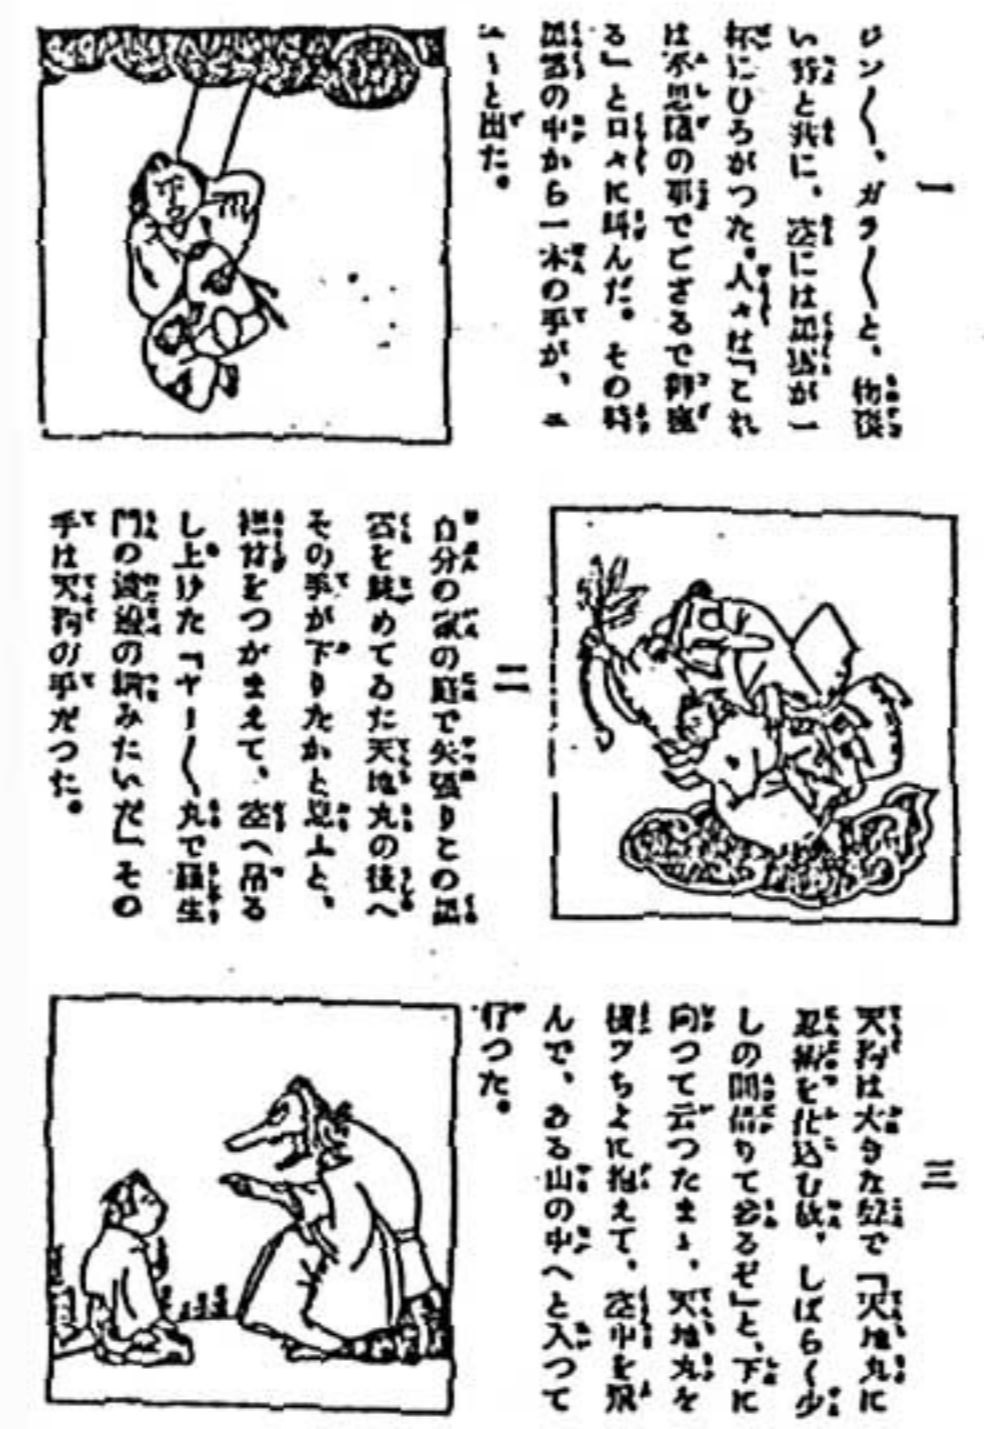 一
ジン〱、ガラ〱と、物凄
い音と共に、空には黒雲が一
杯にひろがつた。人々は「これ
は不思議の事でござるで御座
る」と口々に叫んだ。その時
黒雲の中から一本の手が、ニ
ューと出た。
二
自分の家の庭で矢張りこの黒
雲を眺めてゐた天地丸の後へ
その手が下りたかと思ふと、
襟首をつかまえて、空へ吊る
し上げた「ヤー〱丸で羅生
門の渡辺の綱みたいだ」その
手は天狗の手だつた。
三
天狗は大きな聲で「天地丸に
忍術を仕込む故、しばらく少
しの間借りて参るぞ」と、下に
向つて云つたまゝ、天地丸を
横ッちよに抱えて、空中を飛
んで、ある山の中へと入つて
行つた。